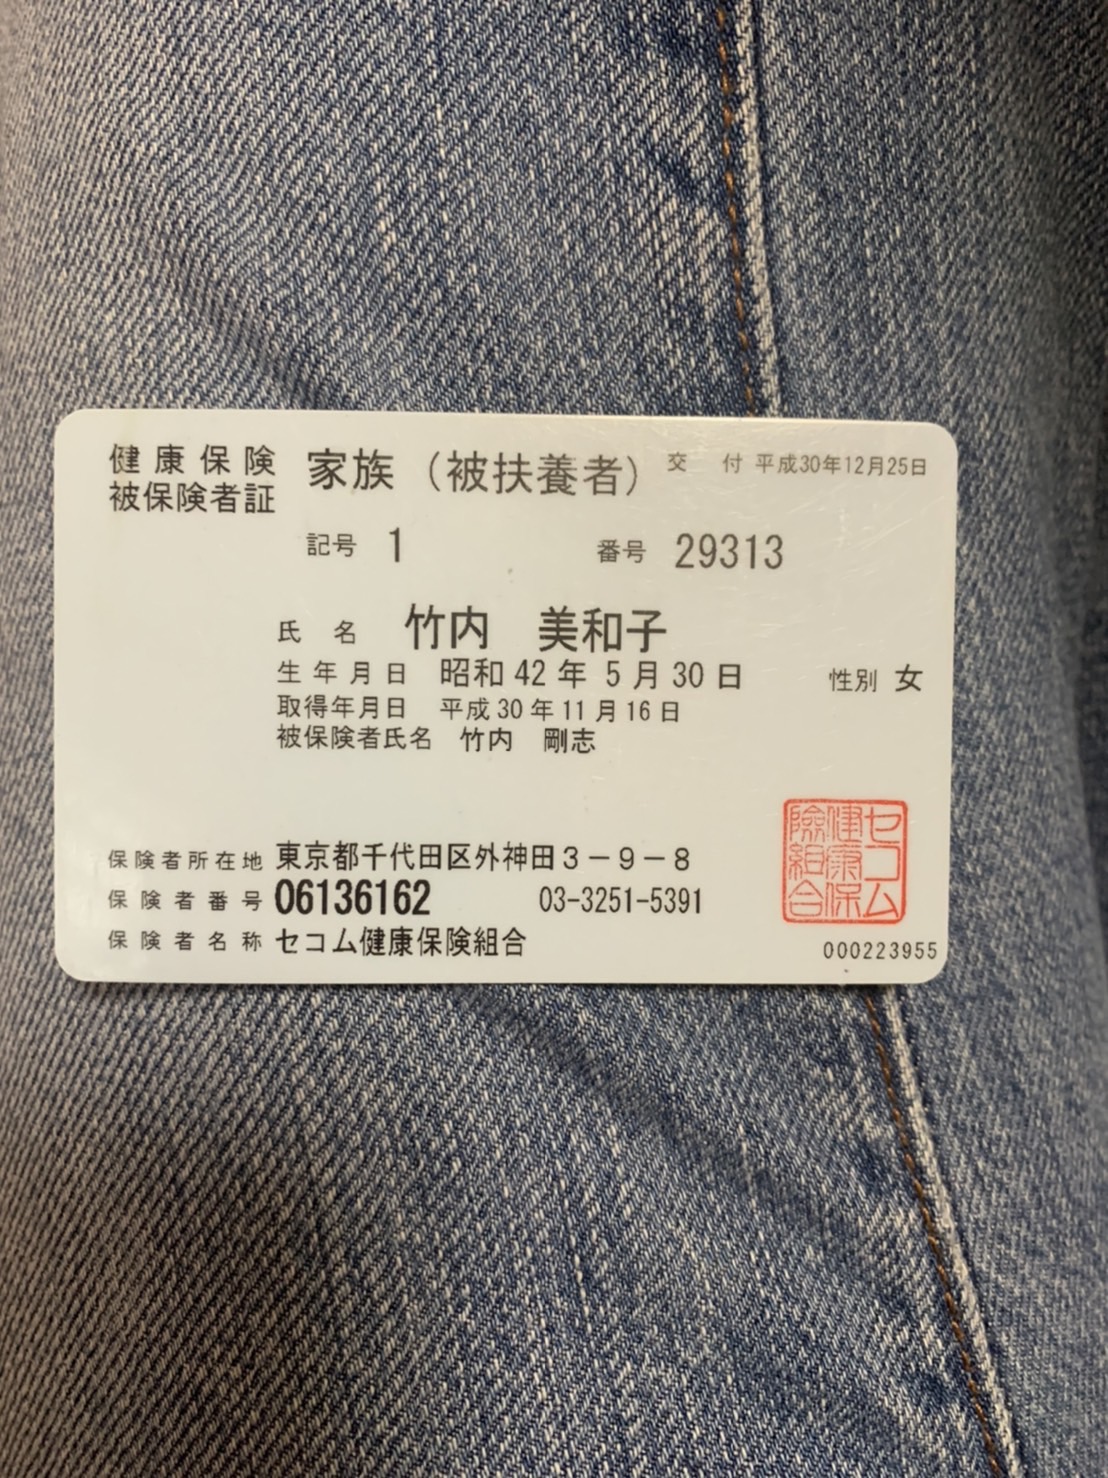 健康保険 家族（被扶養者） 交付 平成30年12月25日
被保険者証
記号 1 番号 29313
氏名 竹内 美和子
生年月日 昭和42年 5月30日 性別 女
取得年月日 平成30年11月16日
被保険者氏名 竹内 剛志
保険者所在地 東京都千代田区外神田３－９－８
保険者番号 06136162 03-3251-5391
保険者名称 セコム健康保険組合
セコム健康保險組合
000223955